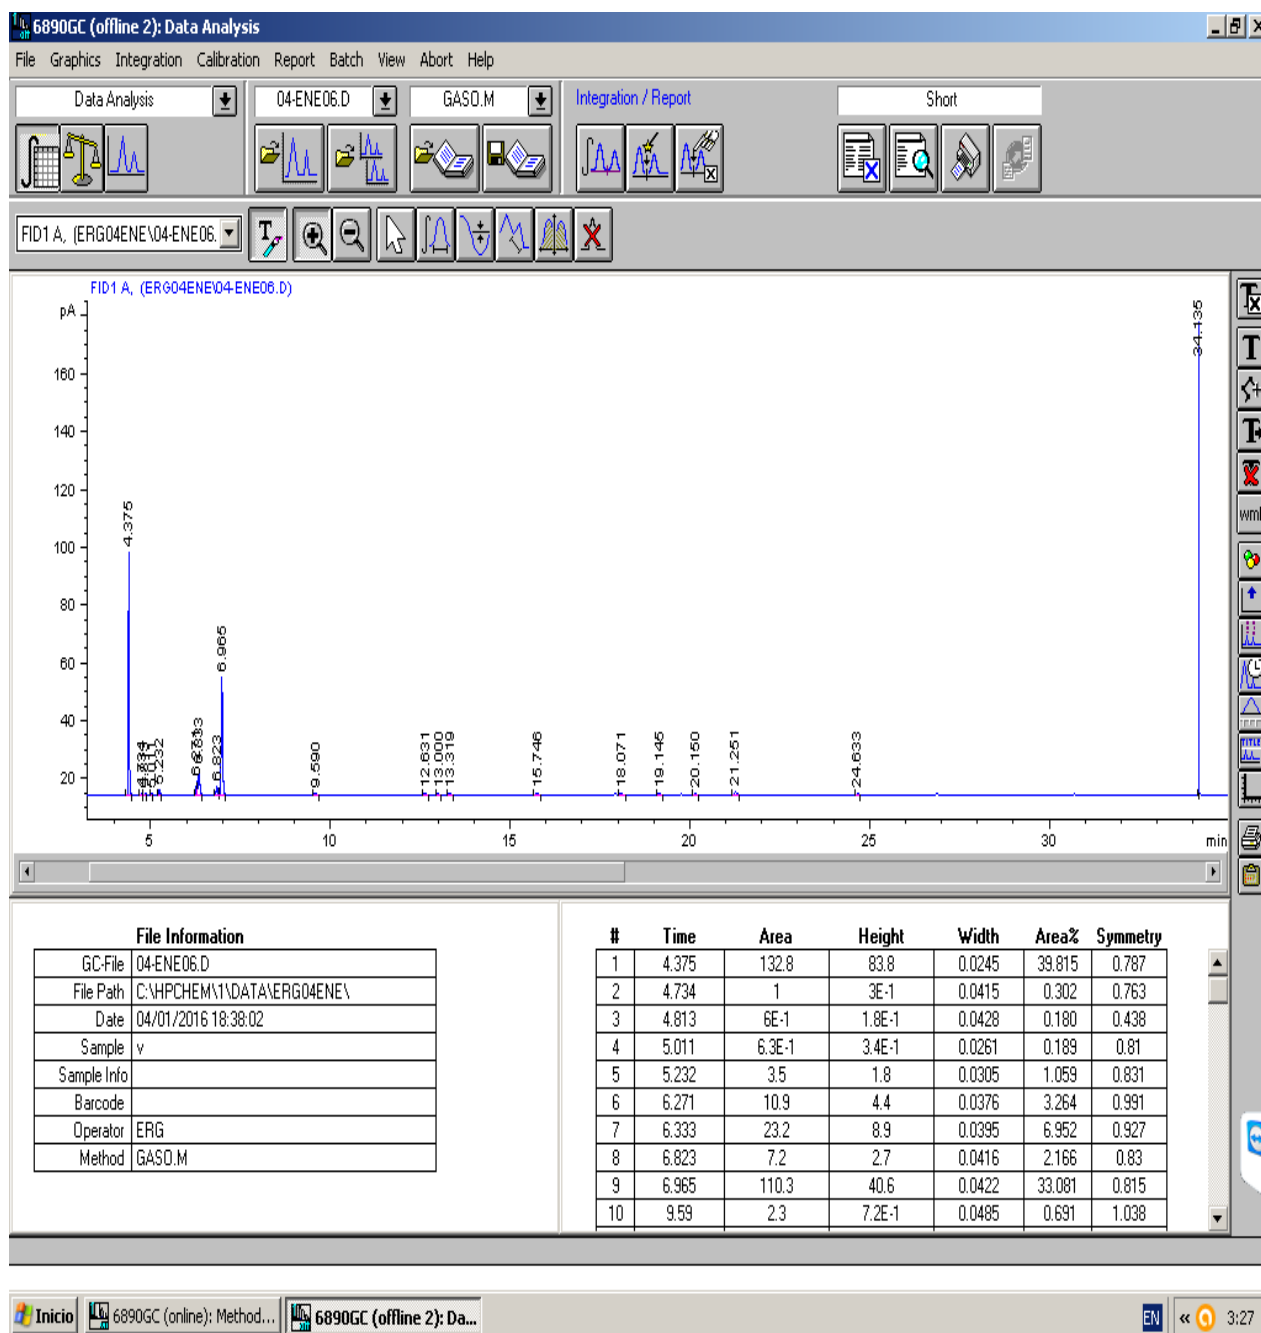 6890GC (offline 2): Data Analysis
File Graphics Integration Calibration Report Batch View Abort Help
Data Analysis 04-ENE06.D GASO.M Integration / Report Short
FID1 A, (ERG04ENE\04-ENE06.
FID1 A, (ERG04ENE\04-ENE06.D)
pA
160
140
120
100
80
60
40
20
4.375
5.011
5.232
6.271
6.333
6.823
6.965
9.590
12.631
13.000
13.319
15.746
18.071
19.145
20.150
21.251
24.633
34.135
5 10 15 20 25 30 min
File Information
GC-File 04-ENE06.D
File Path C:\HPCHEM\1\DATA\ERG04ENE\
Date 04/01/2016 18:38:02
Sample v
Sample Info
Barcode
Operator ERG
Method GASO.M
# Time Area Height Width Area% Symmetry
1 4.375 132.8 83.8 0.0245 39.815 0.787
2 4.734 1 3E-1 0.0415 0.302 0.763
3 4.813 6E-1 1.8E-1 0.0428 0.180 0.438
4 5.011 6.3E-1 3.4E-1 0.0261 0.189 0.81
5 5.232 3.5 1.8 0.0305 1.059 0.831
6 6.271 10.9 4.4 0.0376 3.264 0.991
7 6.333 23.2 8.9 0.0395 6.952 0.927
8 6.823 7.2 2.7 0.0416 2.166 0.83
9 6.965 110.3 40.6 0.0422 33.081 0.815
10 9.59 2.3 7.2E-1 0.0485 0.691 1.038
Inicio 6890GC (online): Method... 6890GC (offline 2): Da... EN « 3:27